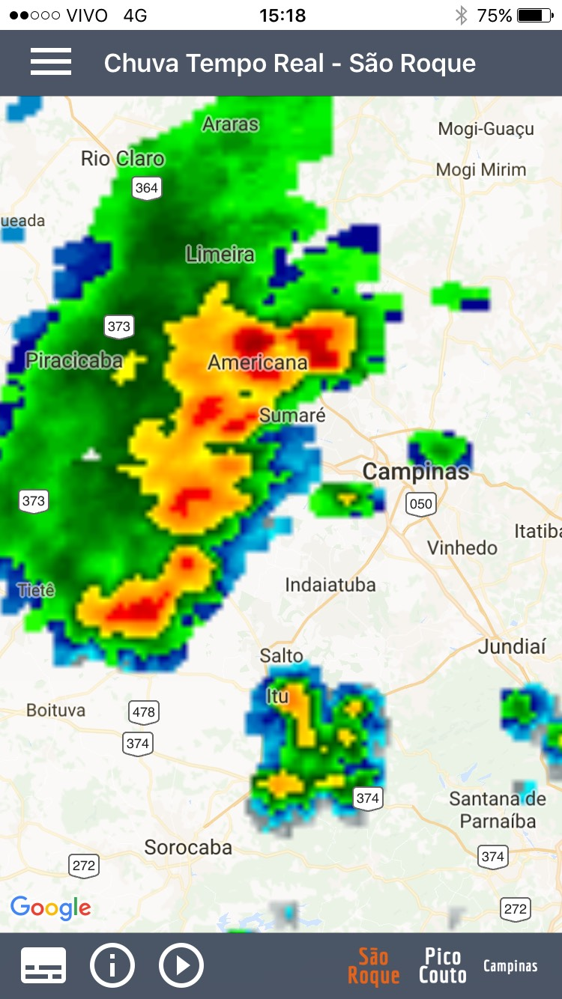 VIVO 4G 15:18 75%
Chuva Tempo Real - São Roque
Araras
Mogi-Guaçu
Rio Claro
Mogi Mirim
364
ueada
Limeira
373
Piracicaba
Americana
Sumaré
Campinas
373
050
Itatiba
Vinhedo
Tietê
Indaiatuba
Jundiaí
Salto
Itu
Boituva
478
374
374
Santana de
Parnaíba
Sorocaba
374
272
Google
272
São
Roque
Pico
Couto
Campinas